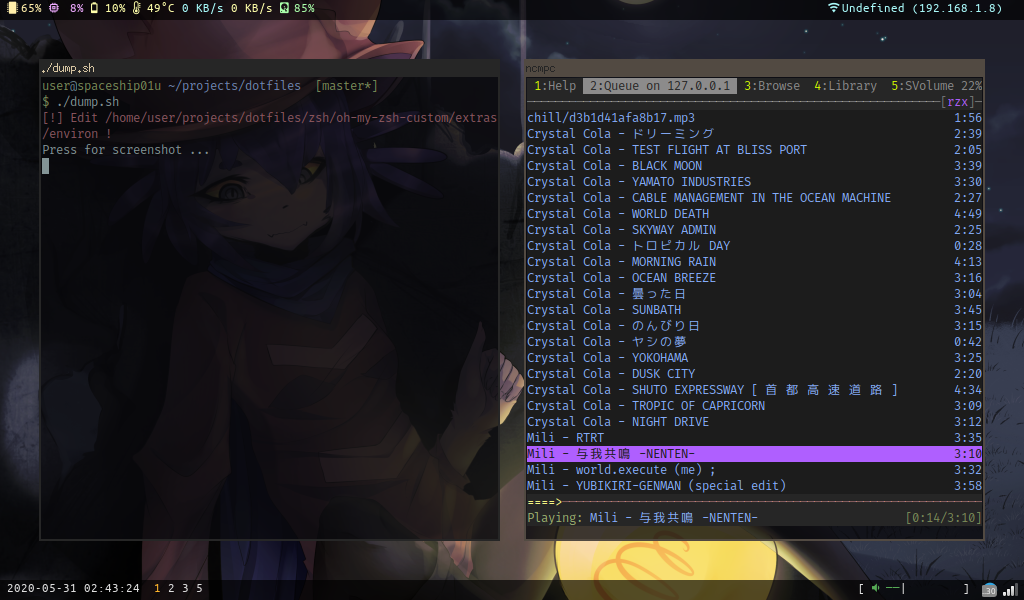 65% 8% 10% 49°C 0 KB/s 0 KB/s 85% Undefined (192.168.1.8)
./dump.sh
user@spaceship01u ~/projects/dotfiles [master*]
$ ./dump.sh
[!] Edit /home/user/projects/dotfiles/zsh/oh-my-zsh-custom/extras
/environ !
Press for screenshot ...
ncmpc
1:Help 2:Queue on 127.0.0.1 3:Browse 4:Library 5:SVolume 22%
[rzx]
chill/d3b1d41afa8b17.mp3 1:56
Crystal Cola - ドリーミング 2:39
Crystal Cola - TEST FLIGHT AT BLISS PORT 2:05
Crystal Cola - BLACK MOON 3:39
Crystal Cola - YAMATO INDUSTRIES 3:30
Crystal Cola - CABLE MANAGEMENT IN THE OCEAN MACHINE 2:27
Crystal Cola - WORLD DEATH 4:49
Crystal Cola - SKYWAY ADMIN 2:25
Crystal Cola - トロピカル DAY 0:28
Crystal Cola - MORNING RAIN 4:13
Crystal Cola - OCEAN BREEZE 3:16
Crystal Cola - 曇った日 3:04
Crystal Cola - SUNBATH 3:45
Crystal Cola - のんびり日 3:15
Crystal Cola - ヤシの夢 0:42
Crystal Cola - YOKOHAMA 3:25
Crystal Cola - DUSK CITY 2:20
Crystal Cola - SHUTO EXPRESSWAY [ 首 都 高 速 道 路 ] 4:34
Crystal Cola - TROPIC OF CAPRICORN 3:09
Crystal Cola - NIGHT DRIVE 3:12
Mili - RTRT 3:35
Mili - 与我共鳴 -NENTEN- 3:10
Mili - world.execute (me) ; 3:32
Mili - YUBIKIRI-GENMAN (special edit) 3:58
====>
Playing: Mili - 与我共鳴 -NENTEN- [0:14/3:10]
2020-05-31 02:43:24 1 2 3 5 [ ──| ] 30